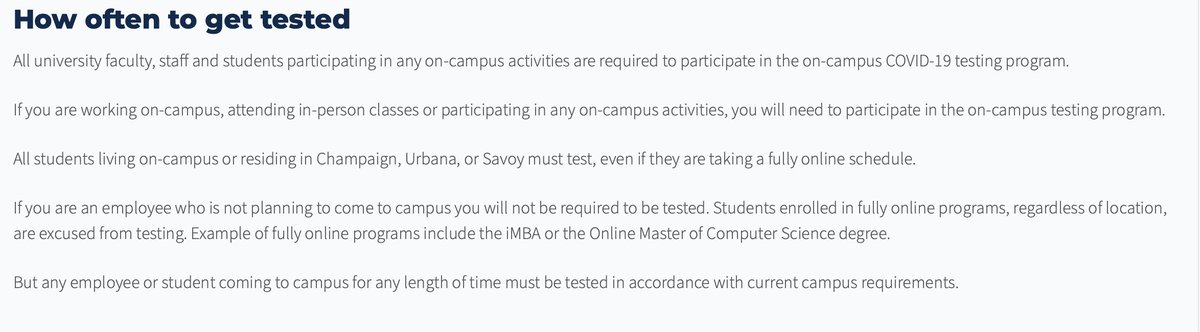 How often to get tested
All university faculty, staff and students participating in any on-campus activities are required to participate in the on-campus COVID-19 testing program.
If you are working on-campus, attending in-person classes or participating in any on-campus activities, you will need to participate in the on-campus testing program.
All students living on-campus or residing in Champaign, Urbana, or Savoy must test, even if they are taking a fully online schedule.
If you are an employee who is not planning to come to campus you will not be required to be tested. Students enrolled in fully online programs, regardless of location,
are excused from testing. Example of fully online programs include the iMBA or the Online Master of Computer Science degree.
But any employee or student coming to campus for any length of time must be tested in accordance with current campus requirements.